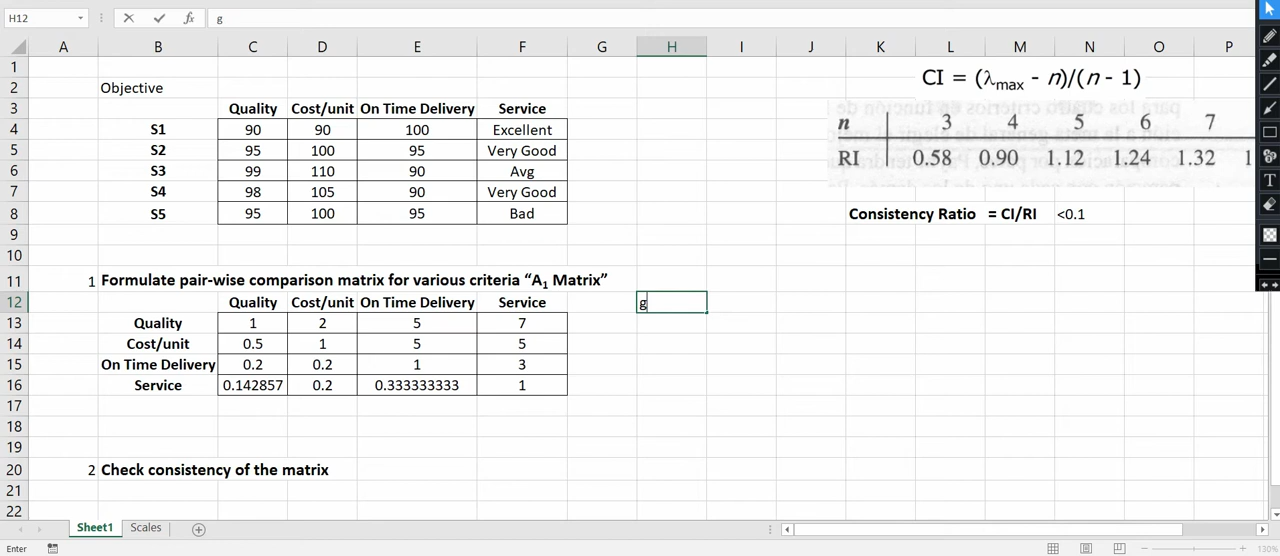 H12 fx g
A B C D E F G H I J K L M N O P
1 CI = (λmax - n)/(n - 1)
2 Objective
3 Quality Cost/unit On Time Delivery Service n 3 4 5 6 7
4 S1 90 90 100 Excellent
5 S2 95 100 95 Very Good RI 0.58 0.90 1.12 1.24 1.32 1
6 S3 99 110 90 Avg
7 S4 98 105 90 Very Good
8 S5 95 100 95 Bad Consistency Ratio = CI/RI <0.1
9
10
11 1 Formulate pair-wise comparison matrix for various criteria “A1 Matrix”
12 Quality Cost/unit On Time Delivery Service g
13 Quality 1 2 5 7
14 Cost/unit 0.5 1 5 5
15 On Time Delivery 0.2 0.2 1 3
16 Service 0.142857 0.2 0.333333333 1
17
18
19
20 2 Check consistency of the matrix
21
22
Sheet1 Scales
Enter 130%